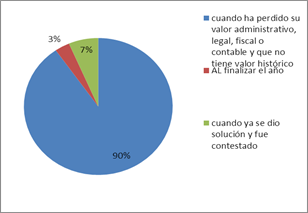 3%
7%
90%
cuando ha perdido su
valor administrativo,
legal, fiscal o
contable y que no
tiene valor histórico
AL finalizar el año
cuando ya se dio
solución y fue
contestado